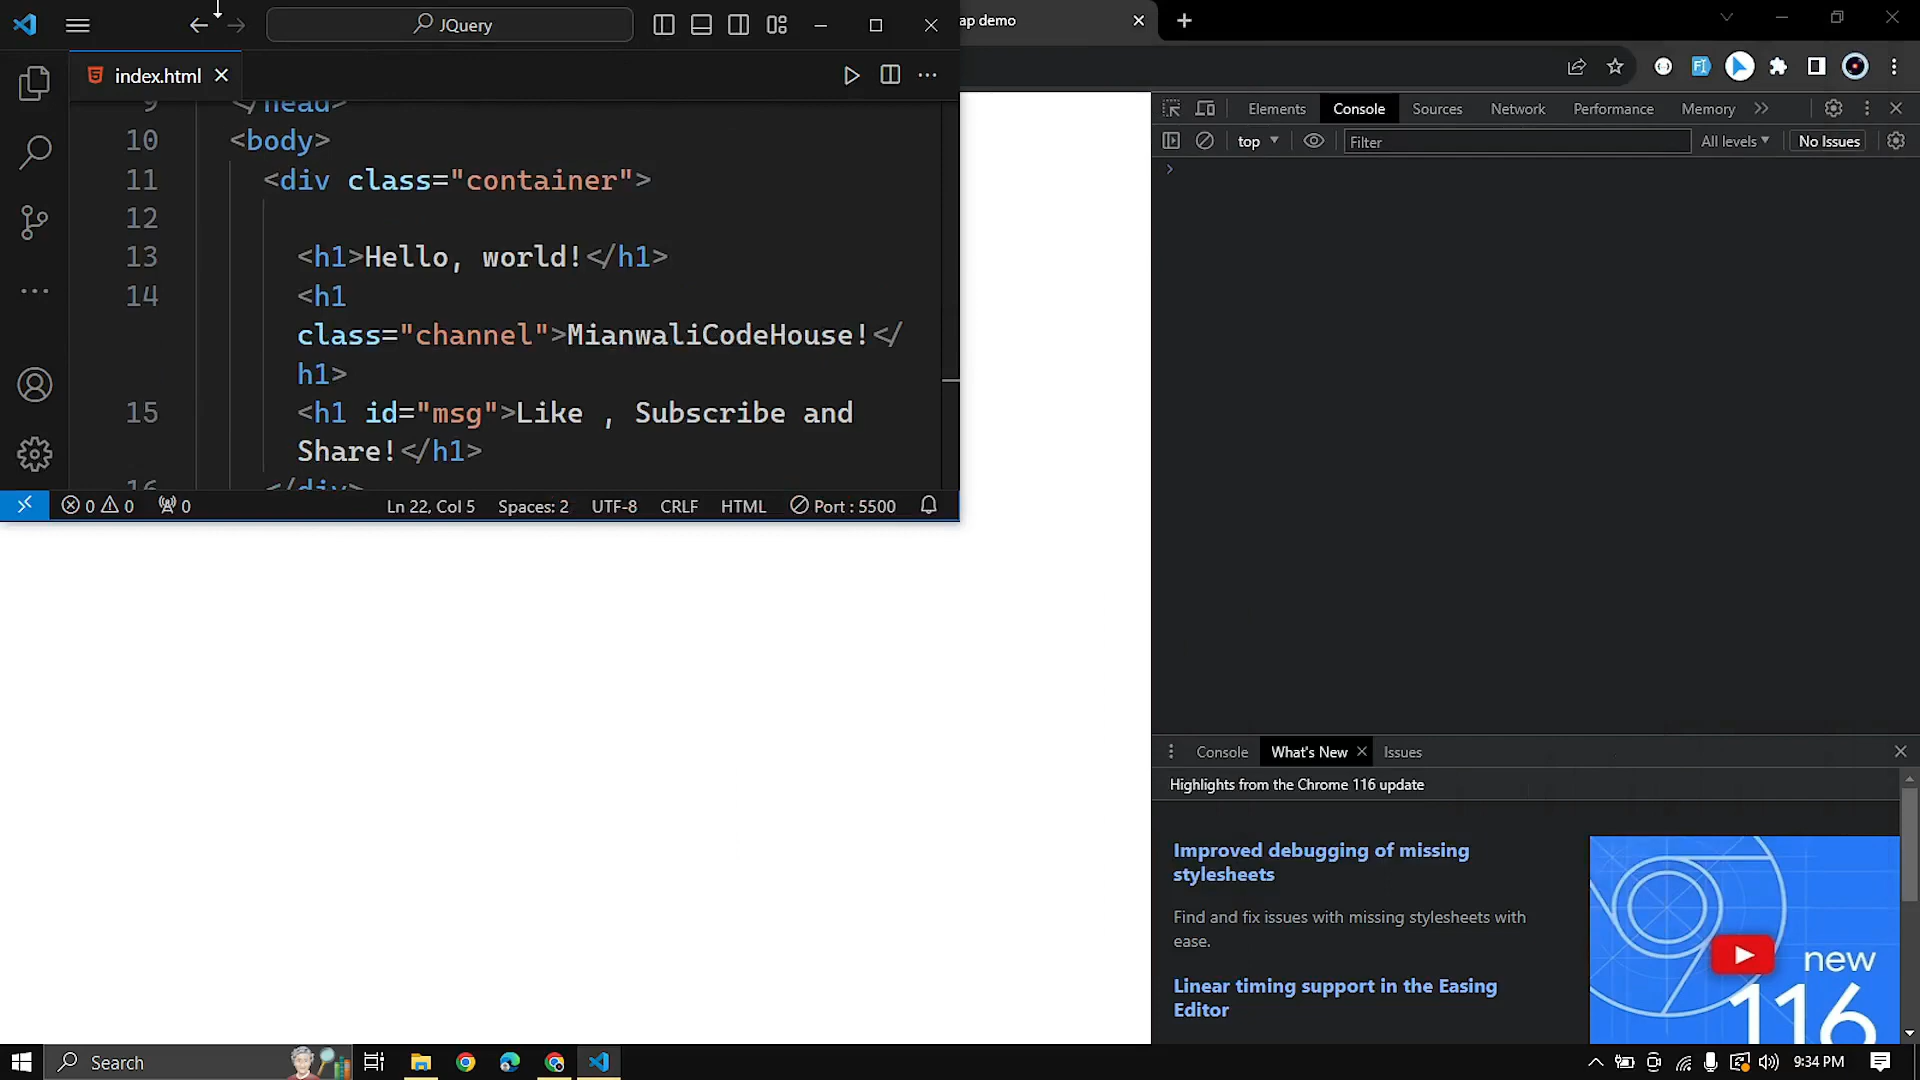 JQuery
index.html
9 </head>
10 <body>
11 <div class="container">
12
13 <h1>Hello, world!</h1>
14 <h1
class="channel">MianwaliCodeHouse!</
h1>
15 <h1 id="msg">Like , Subscribe and
Share!</h1>
16 </div>
0 0 0 Ln 22, Col 5 Spaces: 2 UTF-8 CRLF HTML Port : 5500
ap demo
Elements Console Sources Network Performance Memory
top Filter All levels No Issues
Console What's New Issues
Highlights from the Chrome 116 update
Improved debugging of missing
stylesheets
Find and fix issues with missing stylesheets with
ease.
Linear timing support in the Easing
Editor
new
116
Search
9:34 PM